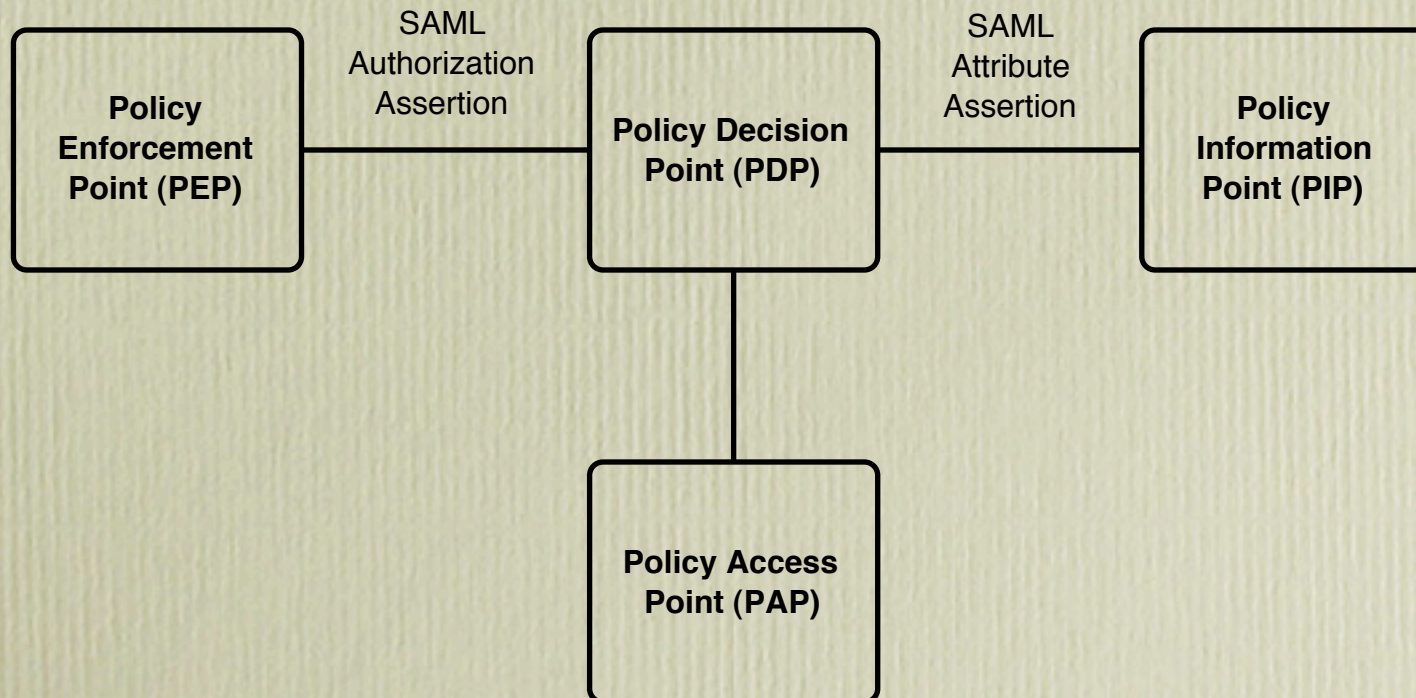 Policy
Enforcement
Point (PEP)
SAML
Authorization
Assertion
Policy Decision
Point (PDP)
SAML
Attribute
Assertion
Policy
Information
Point (PIP)
Policy Access
Point (PAP)